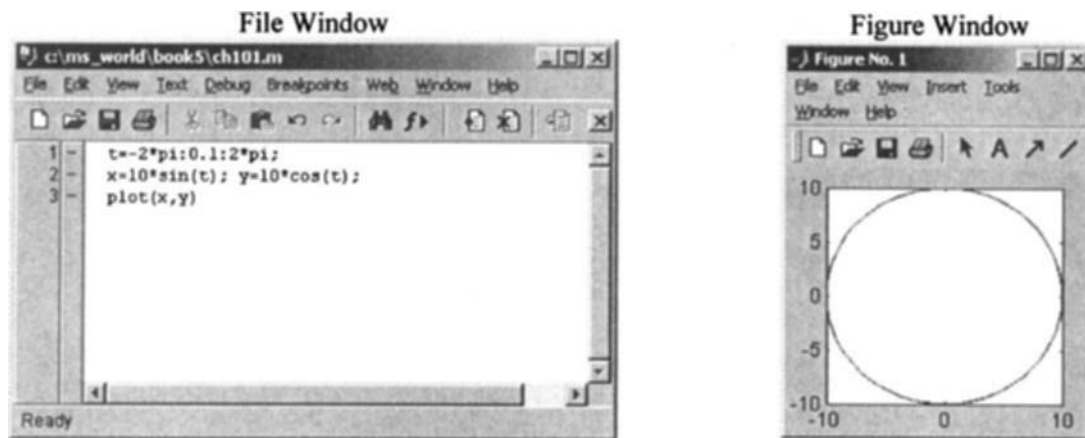 File Window
c:\ms_world\book5\ch101.m
File Edit View Text Debug Breakpoints Web Window Help
1 - t=-2*pi:0.1:2*pi;
2 - x=10*sin(t); y=10*cos(t);
3 - plot(x,y)
Ready
Figure Window
Figure No. 1
File Edit View Insert Tools
Window Help
A
10
5
0
-5
-10
-10 0 10